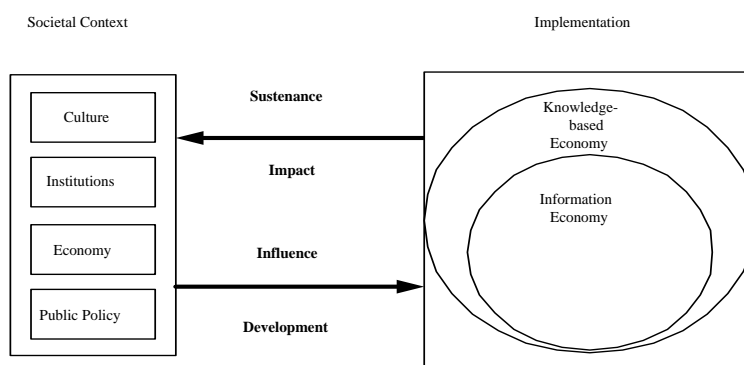 Societal Context
Implementation
Culture
Institutions
Economy
Public Policy
Sustenance
Impact
Influence
Development
Knowledge-
based
Economy
Information
Economy